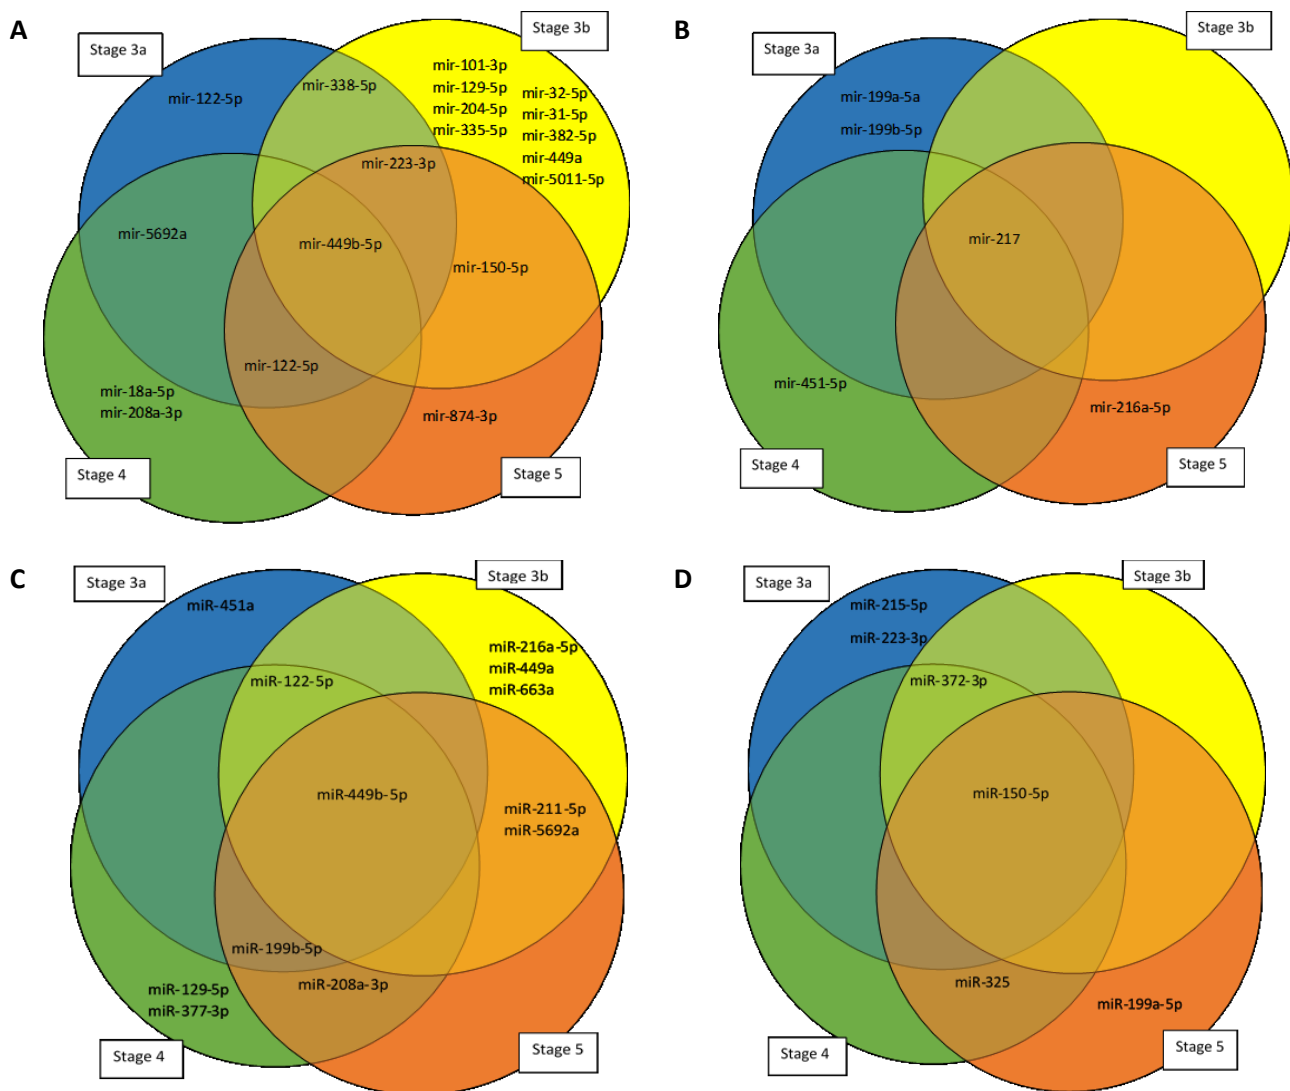 A
Stage 3a
Stage 3b
mir-122-5p
mir-338-5p
mir-101-3p
mir-129-5p
mir-204-5p
mir-335-5p
mir-32-5p
mir-31-5p
mir-382-5p
mir-449a
mir-5011-5p
mir-223-3p
mir-5692a
mir-449b-5p
mir-150-5p
mir-122-5p
mir-18a-5p
mir-208a-3p
mir-874-3p
Stage 4
Stage 5
B
Stage 3a
Stage 3b
mir-199a-5a
mir-199b-5p
mir-217
mir-451-5p
mir-216a-5p
Stage 4
Stage 5
C
Stage 3a
Stage 3b
miR-451a
miR-216a-5p
miR-449a
miR-663a
miR-122-5p
miR-449b-5p
miR-211-5p
miR-5692a
miR-199b-5p
miR-208a-3p
miR-129-5p
miR-377-3p
Stage 4
Stage 5
D
Stage 3a
Stage 3b
miR-215-5p
miR-223-3p
miR-372-3p
miR-150-5p
miR-325
miR-199a-5p
Stage 4
Stage 5